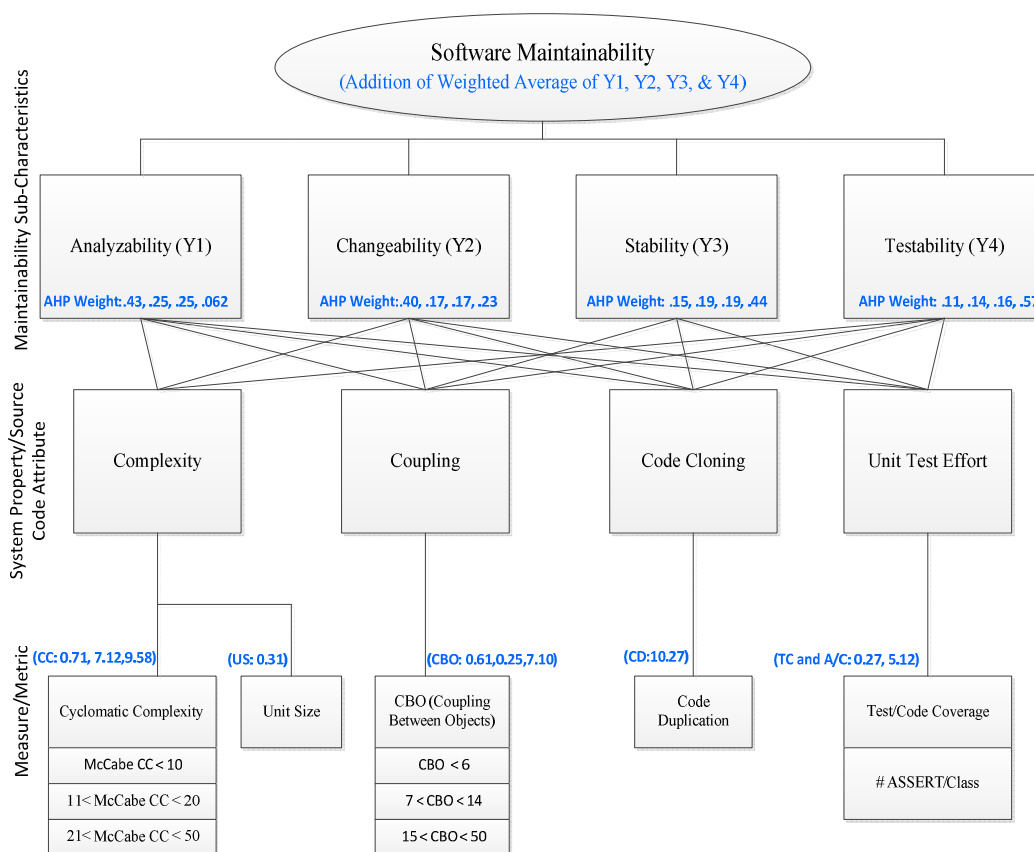 Software Maintainability
(Addition of Weighted Average of Y1, Y2, Y3, & Y4)
Maintainability Sub-Characteristics
Analyzability (Y1)
AHP Weight:.43, .25, .25, .062
Changeability (Y2)
AHP Weight:.40, .17, .17, .23
Stability (Y3)
AHP Weight: .15, .19, .19, .44
Testability (Y4)
AHP Weight: .11, .14, .16, .57
System Property/Source
Code Attribute
Complexity
Coupling
Code Cloning
Unit Test Effort
Measure/Metric
(CC: 0.71, 7.12,9.58)
(US: 0.31)
(CBO: 0.61,0.25,7.10)
(CD:10.27)
(TC and A/C: 0.27, 5.12)
Cyclomatic Complexity
McCabe CC < 10
11< McCabe CC < 20
21< McCabe CC < 50
Unit Size
CBO (Coupling
Between Objects)
CBO < 6
7 < CBO < 14
15 < CBO < 50
Code
Duplication
Test/Code Coverage
# ASSERT/Class